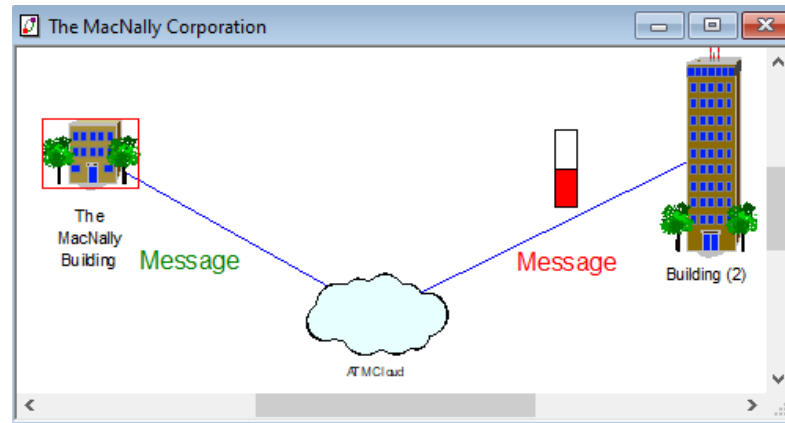 The MacNally Corporation
The
MacNally
Building
Message
Message
Building (2)
ATMCloud